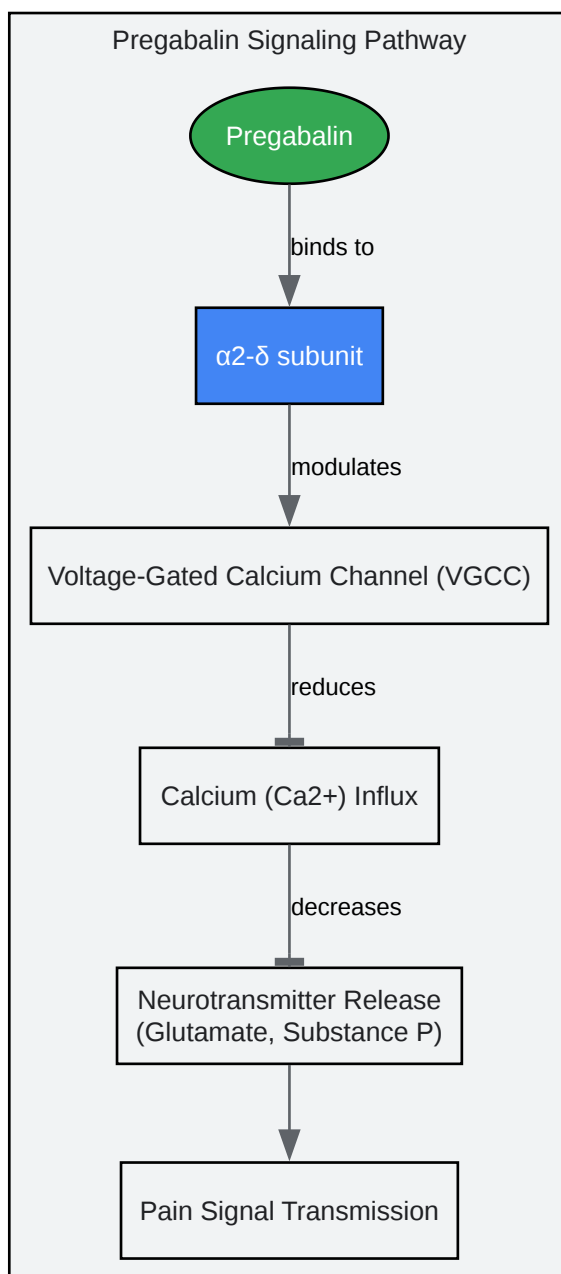 Pregabalin Signaling Pathway
Pregabalin
binds to
α2-δ subunit
modulates
Voltage-Gated Calcium Channel (VGCC)
reduces
Calcium (Ca2+) Influx
decreases
Neurotransmitter Release
(Glutamate, Substance P)
Pain Signal Transmission